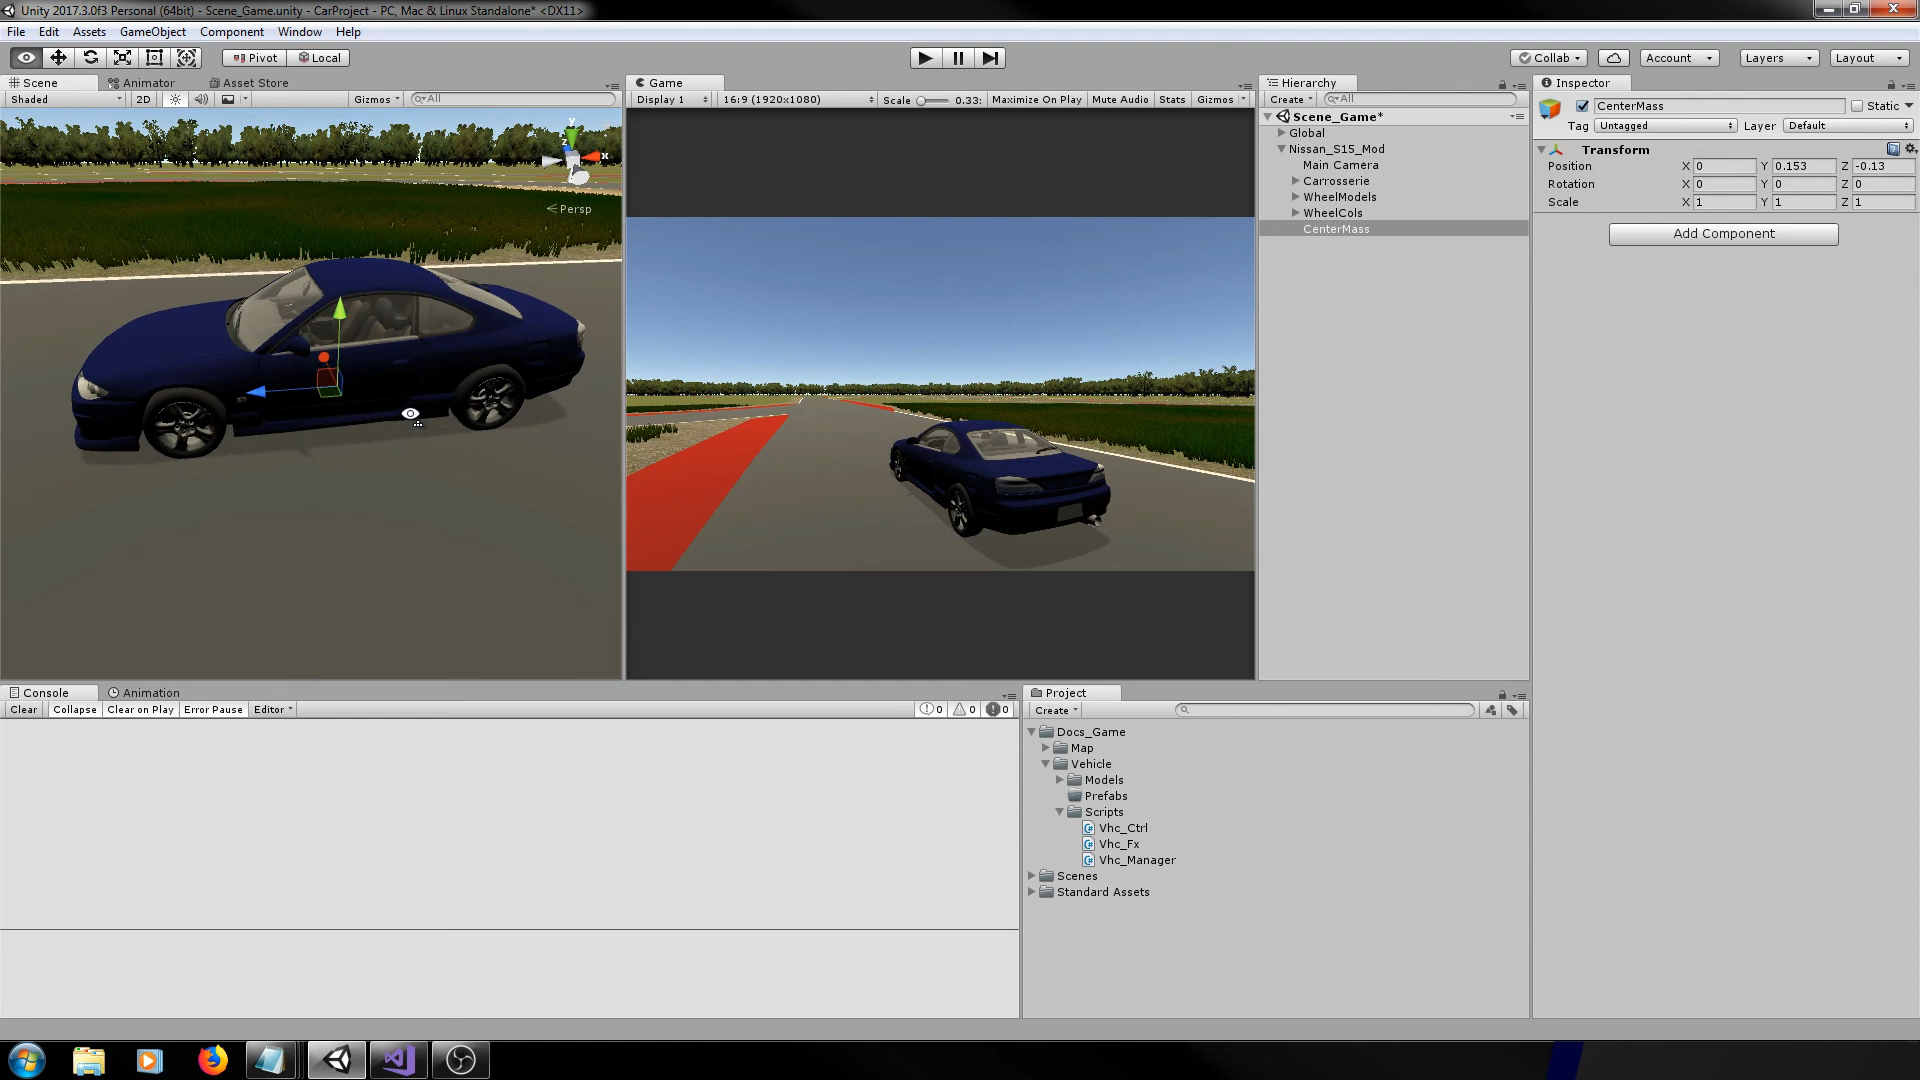 Unity 2017.3.0f3 Personal (64bit) - Scene_Game.unity - CarProject - PC, Mac & Linux Standalone* <DX11>
File Edit Assets GameObject Component Window Help
Pivot Local Collab Account Layers Layout
Scene Animator Asset Store
Shaded 2D Gizmos All
y
z
x
Persp
Game
Display 1 16:9 (1920x1080) Scale 0.33: Maximize On Play Mute Audio Stats Gizmos
Hierarchy
Create All
Scene_Game*
Global
Nissan_S15_Mod
Main Camera
Carrosserie
WheelModels
WheelCols
CenterMass
Inspector
CenterMass Static
Tag Untagged Layer Default
Transform
Position X 0 Y 0.153 Z -0.13
Rotation X 0 Y 0 Z 0
Scale X 1 Y 1 Z 1
Add Component
Console Animation
Clear Collapse Clear on Play Error Pause Editor 0 0 0
Project
Create
Docs_Game
Map
Vehicle
Models
Prefabs
Scripts
Vhc_Ctrl
Vhc_Fx
Vhc_Manager
Scenes
Standard Assets